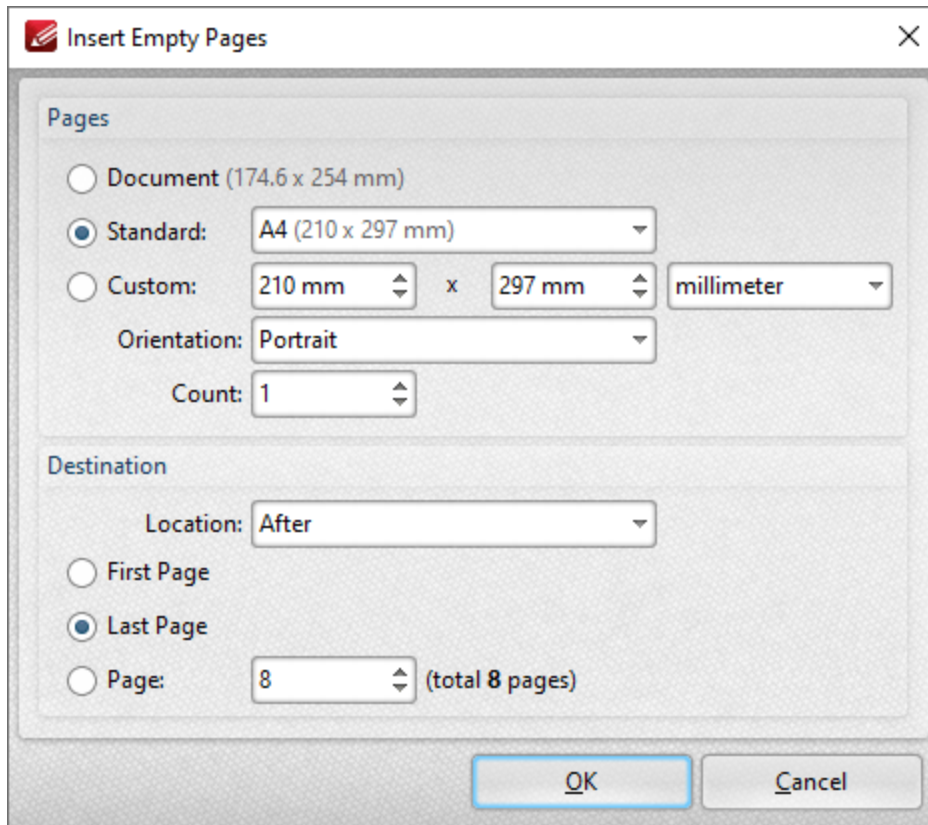 Insert Empty Pages
Pages
Document (174.6 x 254 mm)
Standard: A4 (210 x 297 mm)
Custom: 210 mm x 297 mm millimeter
Orientation: Portrait
Count: 1
Destination
Location: After
First Page
Last Page
Page: 8 (total 8 pages)
OK Cancel